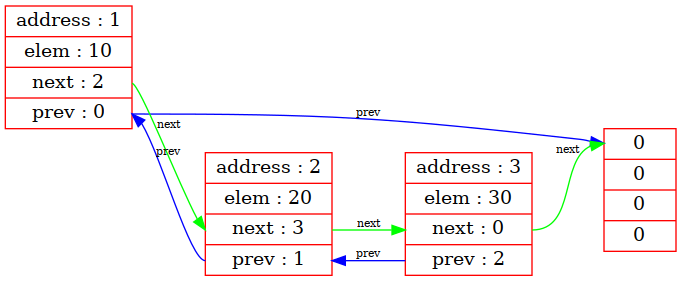 address : 1
elem : 10
next : 2
prev : 0
prev
next
prev
address : 2
elem : 20
next : 3
prev : 1
next
prev
address : 3
elem : 30
next : 0
prev : 2
next
0
0
0
0